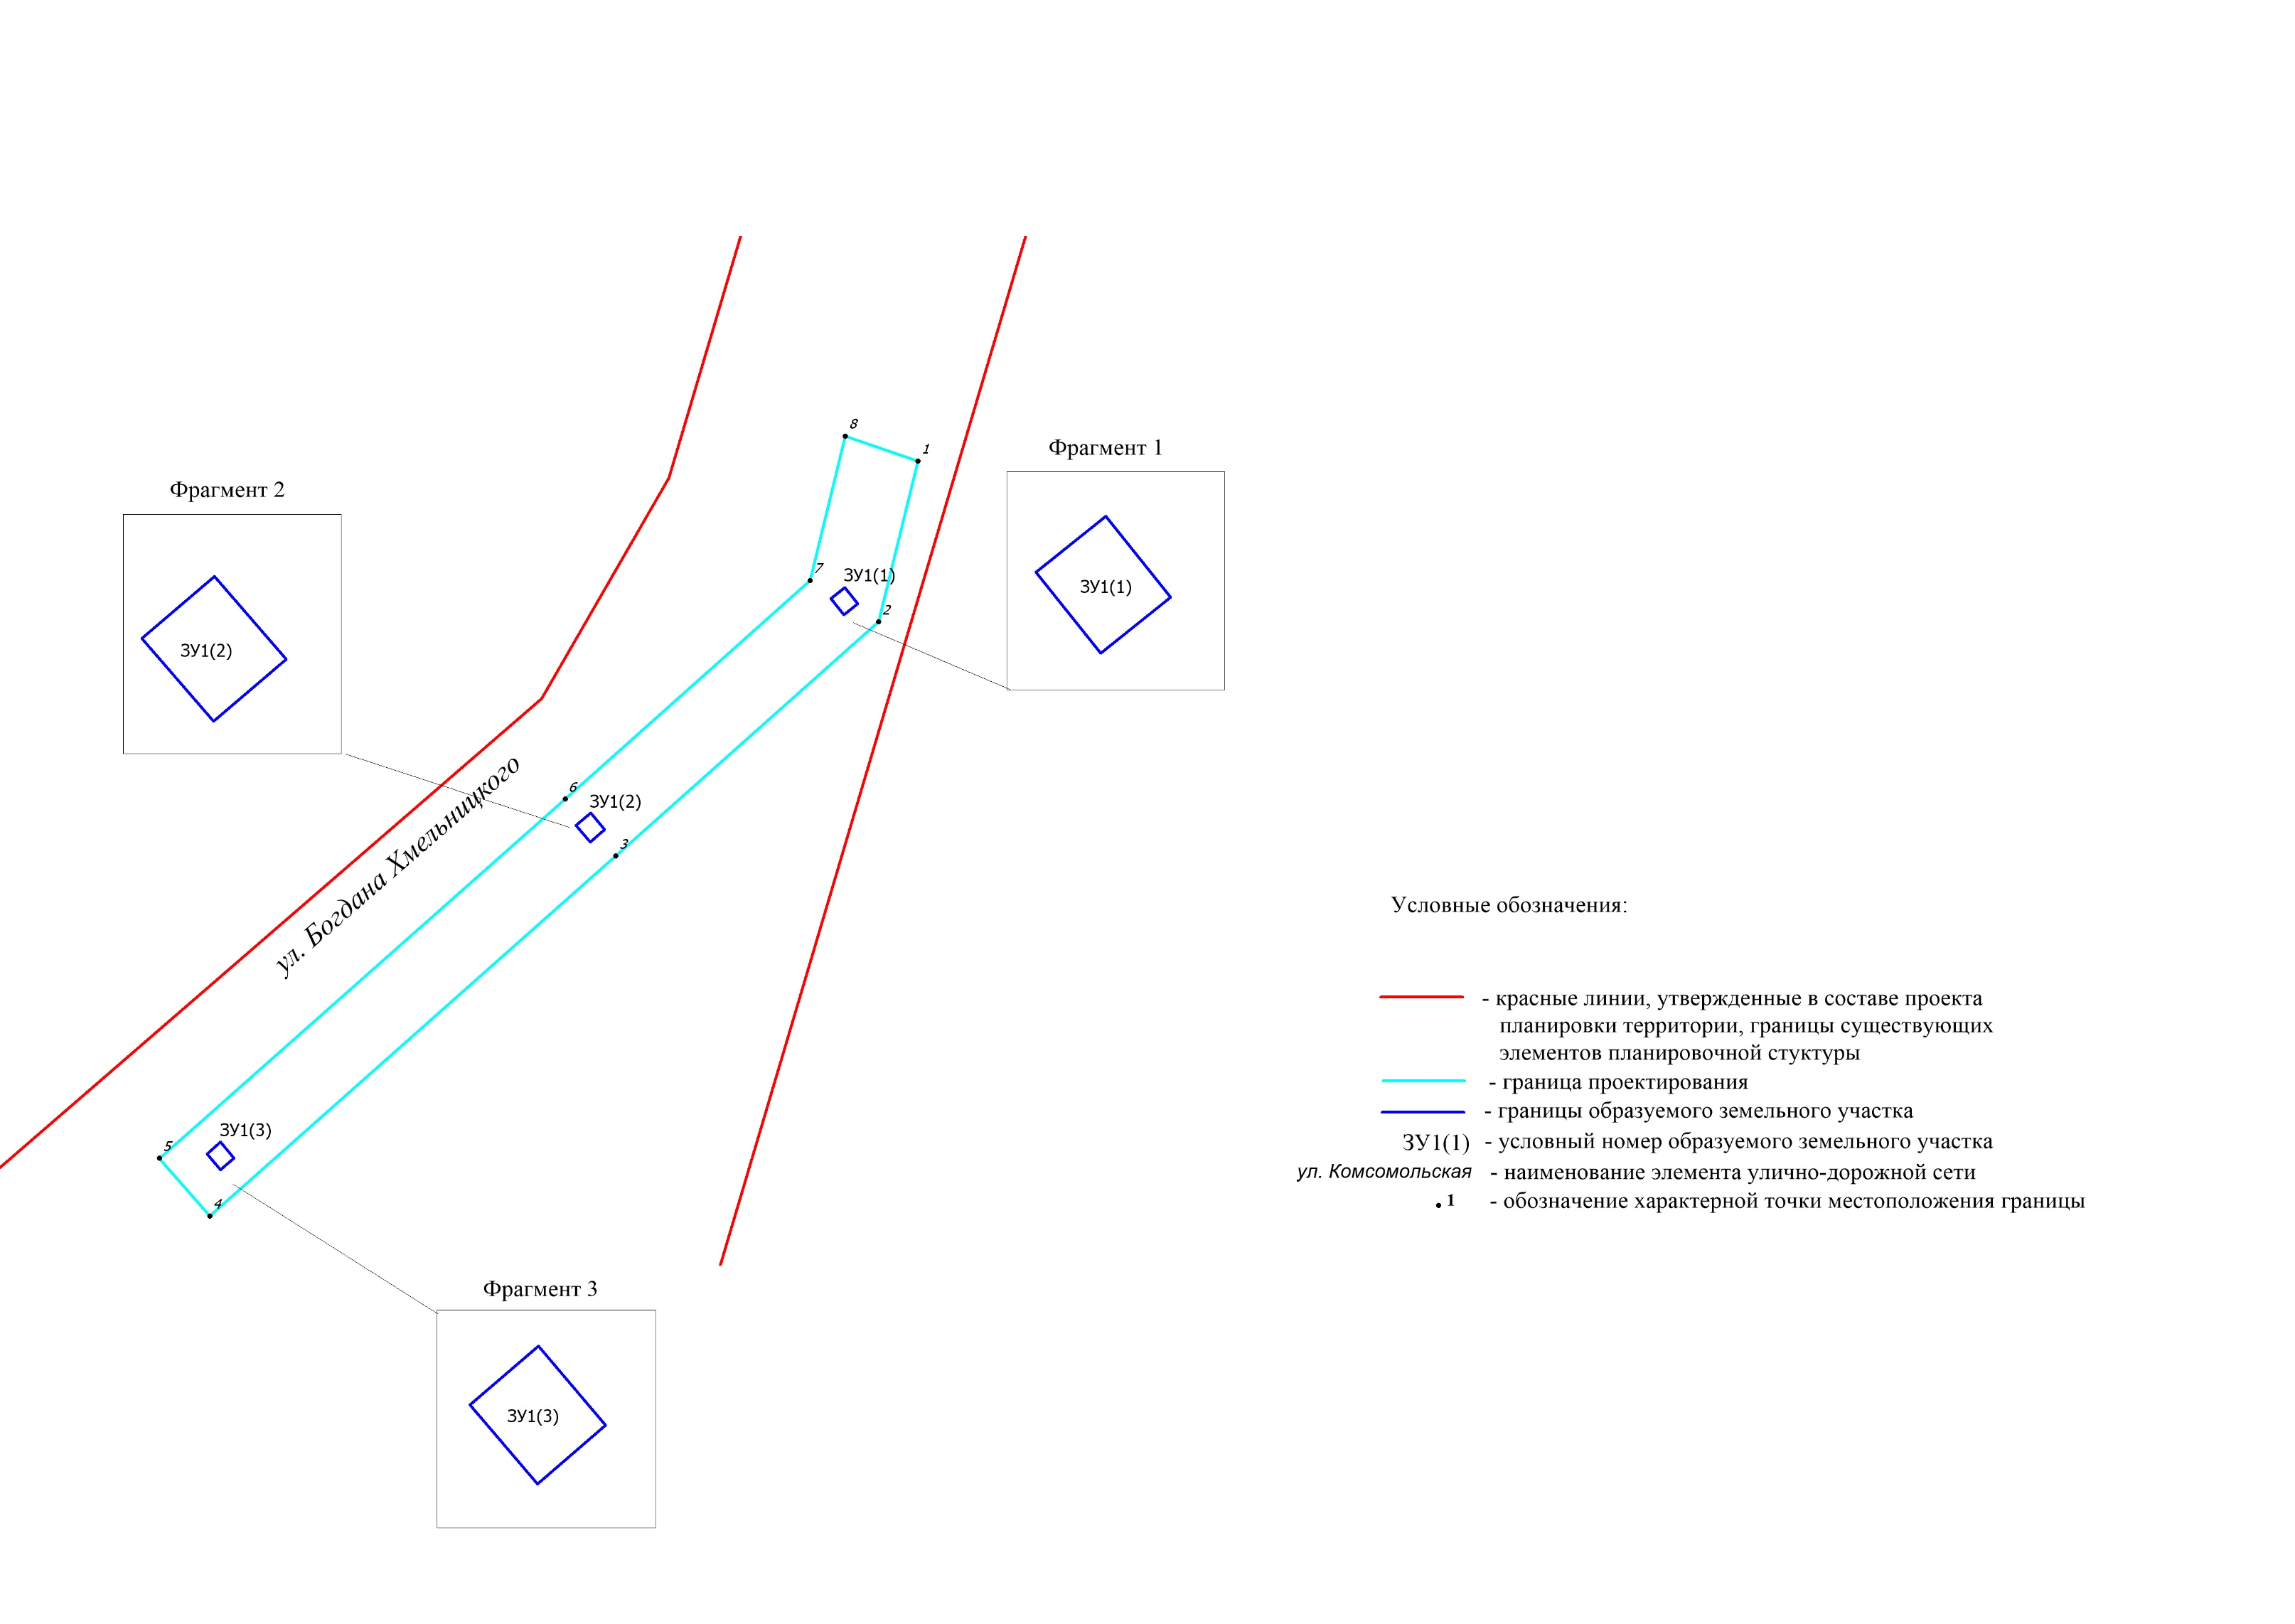 8
1
Фрагмент 1
Фрагмент 2
7
ЗУ1(1)
ЗУ1(1)
2
ЗУ1(2)
6
ЗУ1(2)
3
ул. Богдана Хмельницкого
Условные обозначения:
- красные линии, утвержденные в составе проекта
планировки территории, границы существующих
элементов планировочной стуктуры
- граница проектирования
- границы образуемого земельного участка
ЗУ1(1) - условный номер образуемого земельного участка
ул. Комсомольская - наименование элемента улично-дорожной сети
1 - обозначение характерной точки местоположения границы
5
ЗУ1(3)
4
Фрагмент 3
ЗУ1(3)